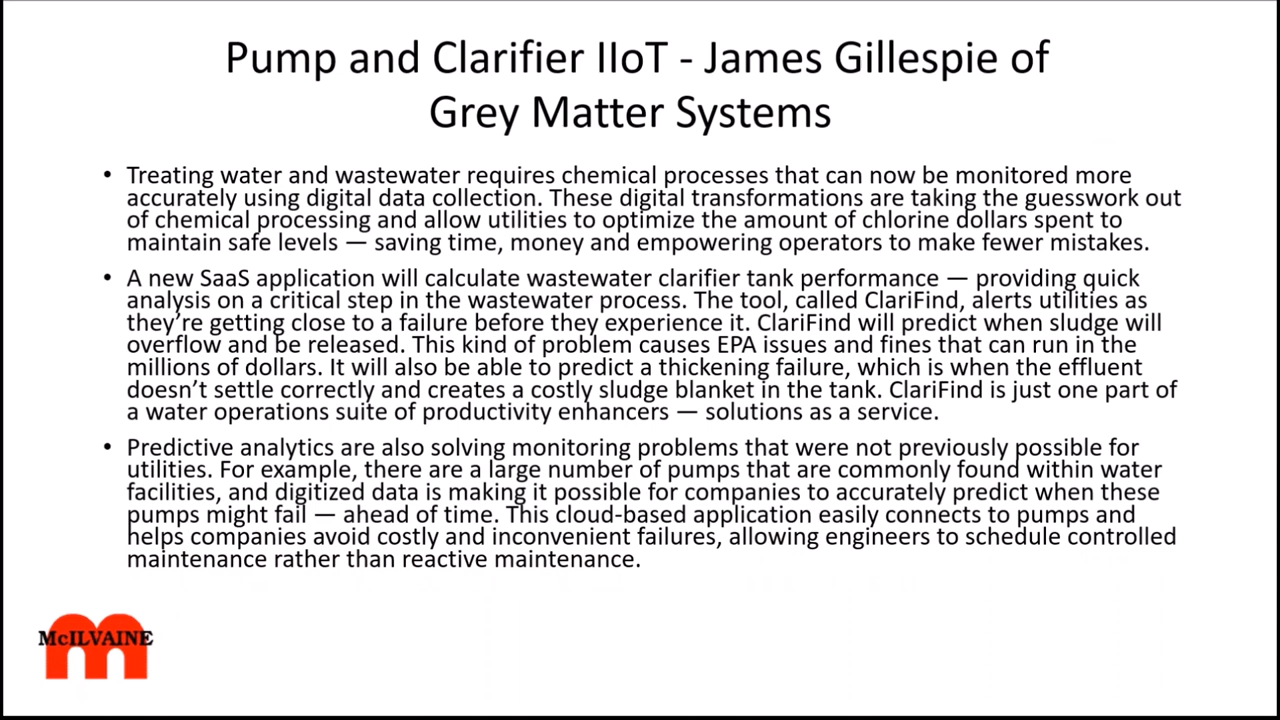 Pump and Clarifier IIoT - James Gillespie of
Grey Matter Systems
• Treating water and wastewater requires chemical processes that can now be monitored more
accurately using digital data collection. These digital transformations are taking the guesswork out
of chemical processing and allow utilities to optimize the amount of chlorine dollars spent to
maintain safe levels — saving time, money and empowering operators to make fewer mistakes.
• A new SaaS application will calculate wastewater clarifier tank performance — providing quick
analysis on a critical step in the wastewater process. The tool, called ClariFind, alerts utilities as
they’re getting close to a failure before they experience it. ClariFind will predict when sludge will
overflow and be released. This kind of problem causes EPA issues and fines that can run in the
millions of dollars. It will also be able to predict a thickening failure, which is when the effluent
doesn’t settle correctly and creates a costly sludge blanket in the tank. ClariFind is just one part of
a water operations suite of productivity enhancers — solutions as a service.
• Predictive analytics are also solving monitoring problems that were not previously possible for
utilities. For example, there are a large number of pumps that are commonly found within water
facilities, and digitized data is making it possible for companies to accurately predict when these
pumps might fail — ahead of time. This cloud-based application easily connects to pumps and
helps companies avoid costly and inconvenient failures, allowing engineers to schedule controlled
maintenance rather than reactive maintenance.
McILVAINE